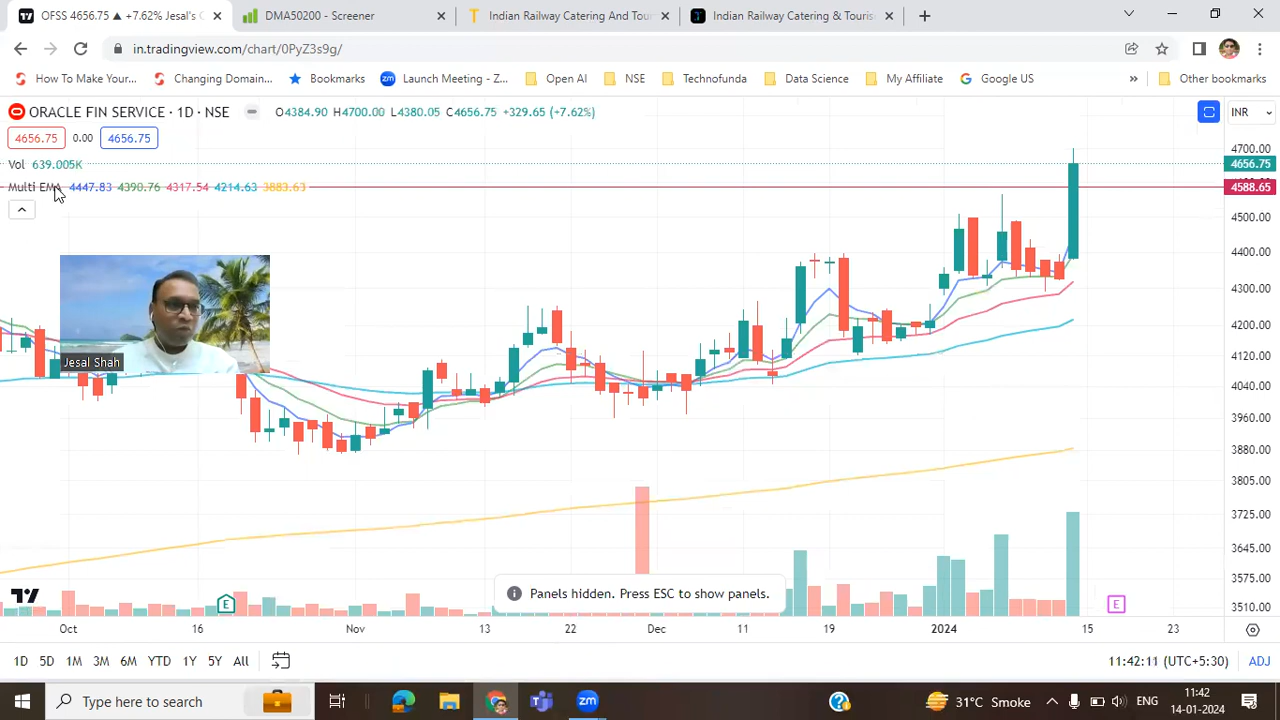 OFSS 4656.75 ▲ +7.62% Jesal's C
DMA50200 - Screener
Indian Railway Catering And Tou
Indian Railway Catering & Touris
in.tradingview.com/chart/0PyZ3s9g/
How To Make Your...
Changing Domain...
Bookmarks
Launch Meeting - Z...
Open AI
NSE
Technofunda
Data Science
My Affiliate
Google US
»
Other bookmarks
ORACLE FIN SERVICE · 1D · NSE
O4384.90 H4700.00 L4380.05 C4656.75 +329.65 (+7.62%)
INR
4656.75 0.00 4656.75
Vol 639.005K
Multi EMA 4447.83 4390.76 4317.54 4214.63 3883.63
4700.00
4656.75
4588.65
4500.00
4400.00
4300.00
4200.00
4120.00
4040.00
3960.00
3880.00
3805.00
3725.00
3645.00
3575.00
3510.00
Jesal Shah
Panels hidden. Press ESC to show panels.
E
E
Oct 16 Nov 13 22 Dec 11 19 2024 15 23
1D 5D 1M 3M 6M YTD 1Y 5Y All
11:42:11 (UTC+5:30) ADJ
Type here to search
31°C Smoke
ENG
11:42
14-01-2024